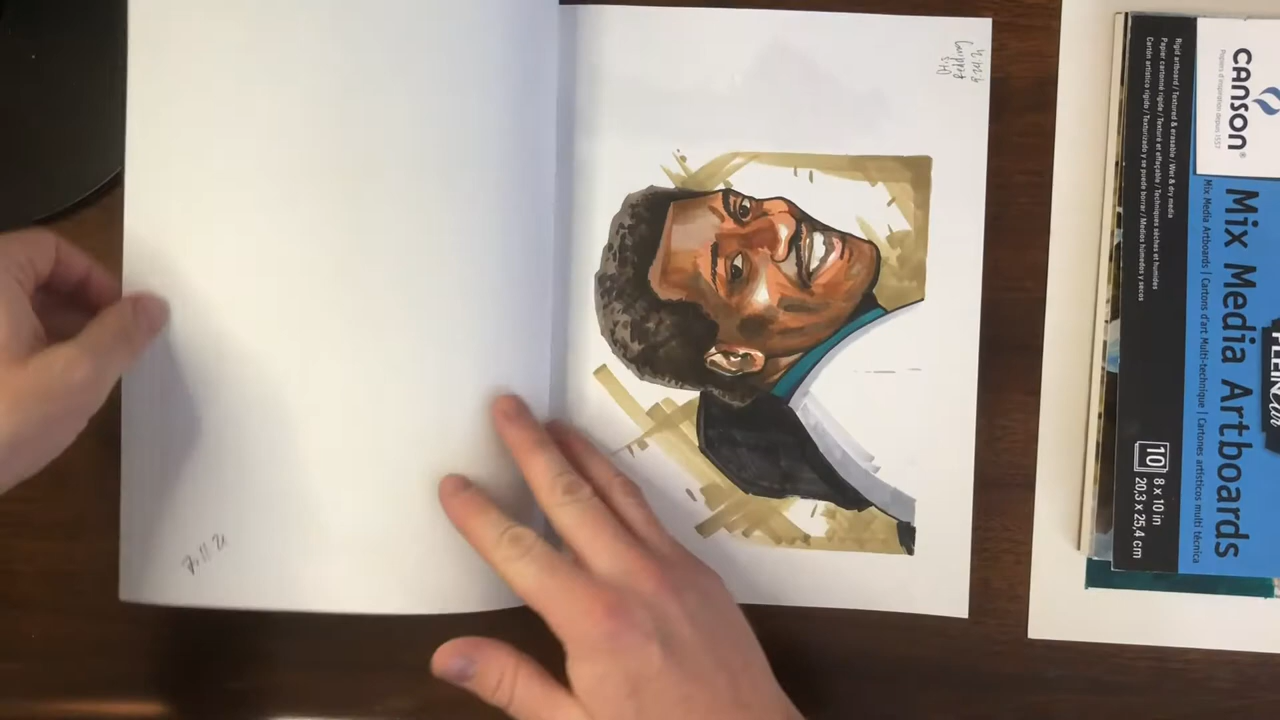 CANSON®
Papiers d'inspiration depuis 1557
Rigid artboard / Textured & erasable / Wet & dry media
Papier cartonné rigide / Texturé et effaçable / Techniques sèches et humides
Cartón artístico rígido / Texturizado y se puede borrar / Medios húmedos y secos
Mix Media Artboards
Mix Media Artboards | Cartons d'art Multi-technique | Cartones artísticos multi técnica
10
8 x 10 in
20,3 x 25,4 cm